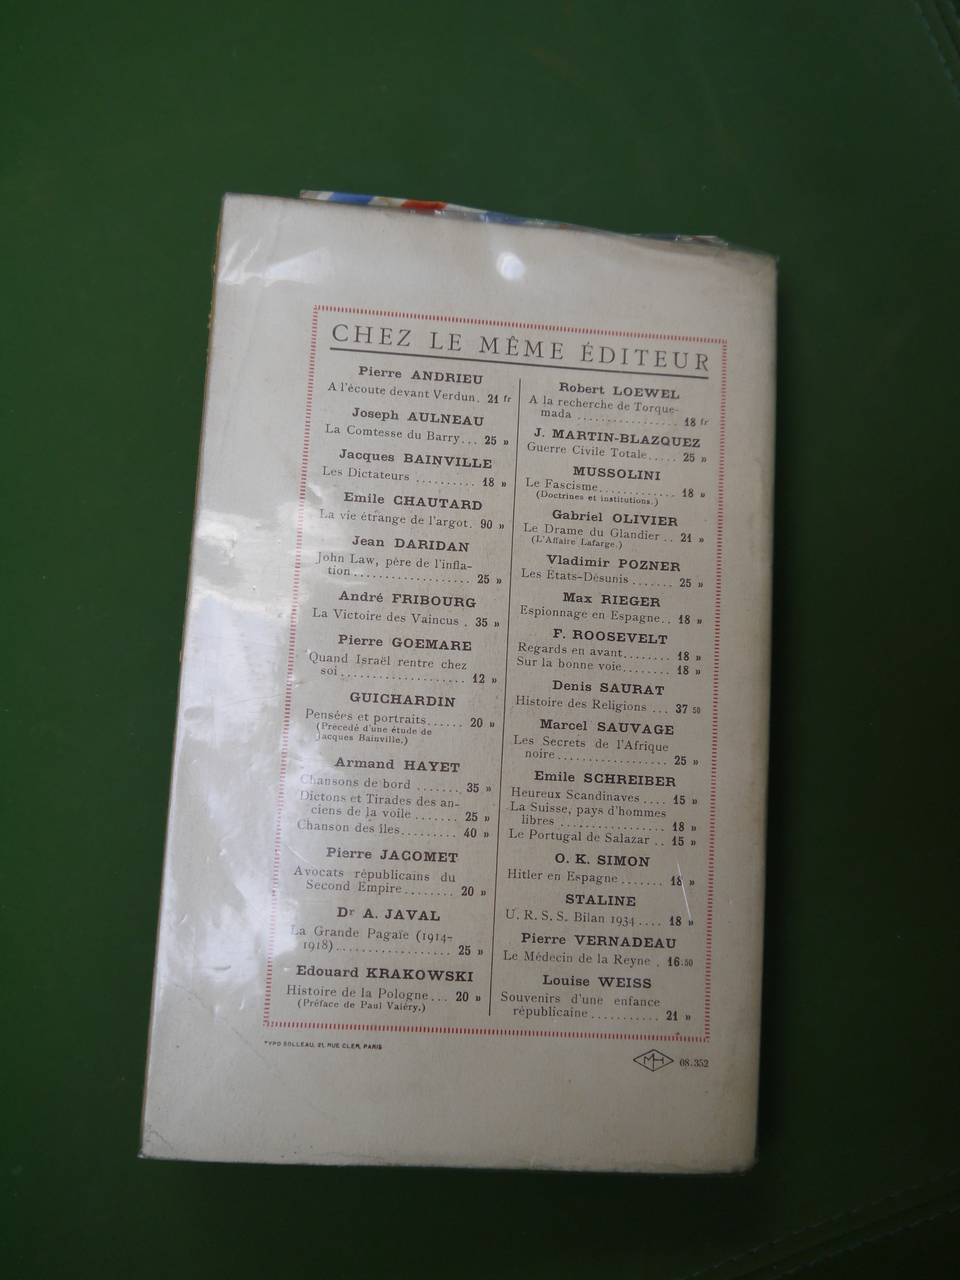 CHEZ LE MÊME ÉDITEUR
Pierre ANDRIEU
A l'écoute devant Verdun. 21 fr
Joseph AULNEAU
La Comtesse du Barry... 25 »
Jacques BAINVILLE
Les Dictateurs .......... 18 »
Emile CHAUTARD
La vie étrange de l'argot. 90 »
Jean DARIDAN
John Law, père de l'infla-
tion ................... 25 »
André FRIBOURG
La Victoire des Vaincus . 35 »
Pierre GOEMARE
Quand Israël rentre chez
soi .................... 12 »
GUICHARDIN
Pensées et portraits...... 20 »
(Précédé d'une étude de
Jacques Bainville.)
Armand HAYET
Chansons de bord ....... 35 »
Dictons et Tirades des an-
ciens de la voile ....... 25 »
Chanson des îles......... 40 »
Pierre JACOMET
Avocats républicains du
Second Empire ........ 20 »
Dr A. JAVAL
La Grande Pagaïe (1914-
1918) .................. 25 »
Edouard KRAKOWSKI
Histoire de la Pologne... 20 »
(Préface de Paul Valéry.)
Robert LOEWEL
A la recherche de Torque-
mada ................ 18 fr
J. MARTIN-BLAZQUEZ
Guerre Civile Totale..... 25 »
MUSSOLINI
Le Fascisme............ 18 »
(Doctrines et institutions.)
Gabriel OLIVIER
Le Drame du Glandier .. 21 »
(L'Affaire Lafarge.)
Vladimir POZNER
Les Etats-Désunis ....... 25 »
Max RIEGER
Espionnage en Espagne.. 18 »
F. ROOSEVELT
Regards en avant........ 18 »
Sur la bonne voie........ 18 »
Denis SAURAT
Histoire des Religions ... 37 50
Marcel SAUVAGE
Les Secrets de l'Afrique
noire .................. 25 »
Emile SCHREIBER
Heureux Scandinaves .... 15 »
La Suisse, pays d'hommes
libres ................. 18 »
Le Portugal de Salazar .. 15 »
O. K. SIMON
Hitler en Espagne ....... 18 »
STALINE
U. R. S. S. Bilan 1934 .... 18 »
Pierre VERNADEAU
Le Médecin de la Reyne . 16.50
Louise WEISS
Souvenirs d'une enfance
républicaine ........... 21 »
TYPO SOLLEAU, 21, RUE CLER, PARIS
MH 08.352